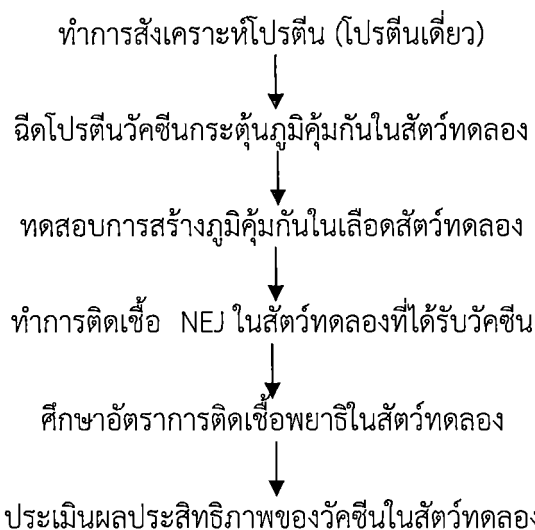 ทำการสังเคราะห์โปรตีน (โปรตีนเดี่ยว)
ฉีดโปรตีนวัคซีนกระตุ้นภูมิคุ้มกันในสัตว์ทดลอง
ทดสอบการสร้างภูมิคุ้มกันในเลือดสัตว์ทดลอง
ทำการติดเชื้อ NEJ ในสัตว์ทดลองที่ได้รับวัคซีน
ศึกษาอัตราการติดเชื้อพยาธิในสัตว์ทดลอง
ประเมินผลประสิทธิภาพของวัคซีนในสัตว์ทดลอง